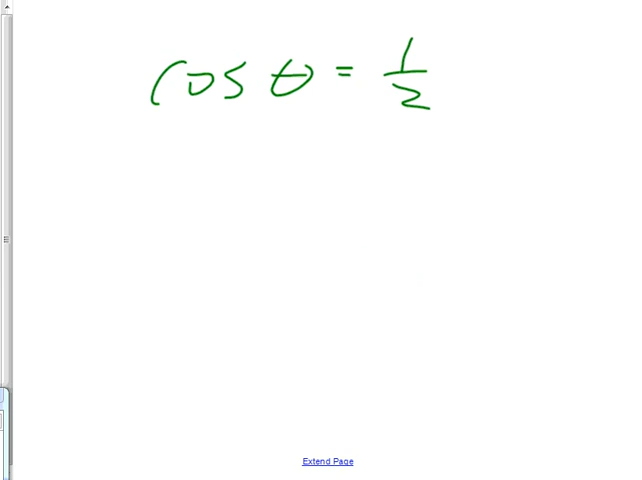 cos θ = 1/2
Extend Page